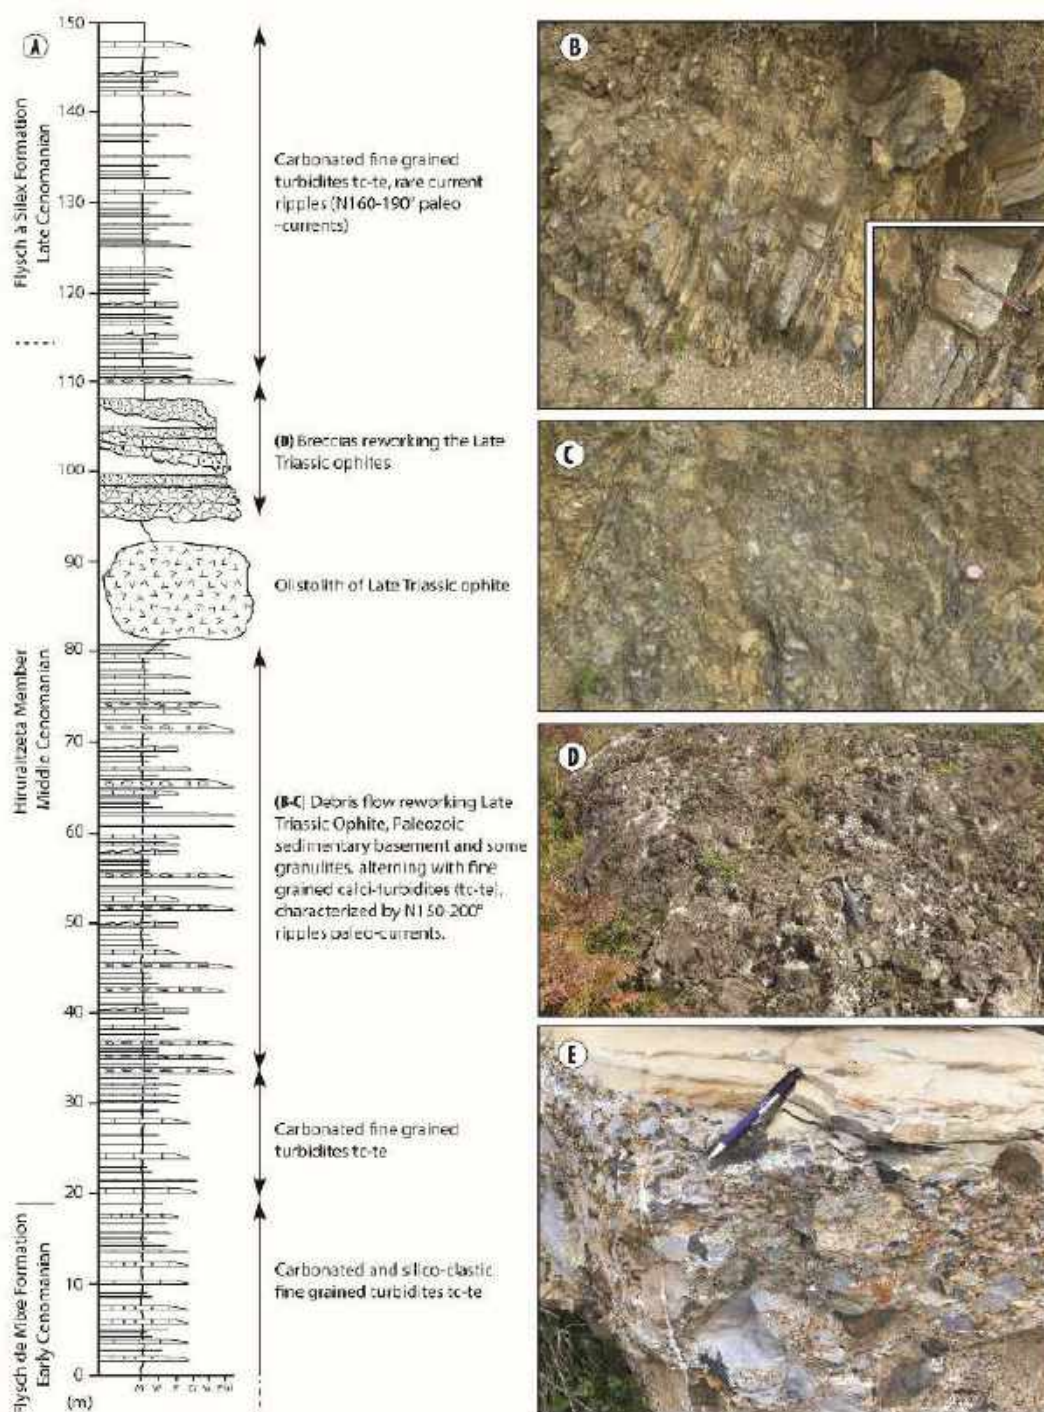 A
150
140
130
120
110
100
90
80
70
60
50
40
30
20
10
0
(m)
Flysch à Silex Formation
Late Cenomanian
Hiruraitzeta Member
Middle Cenomanian
Flysch de Mixe Formation
Early Cenomanian
Carbonated fine grained
turbidites tc-te, rare current
ripples (N160-190° paleo
-currents)
(D) Breccias reworking the Late
Triassic ophites
Olistolith of Late Triassic ophite
(B-C) Debris flow reworking Late
Triassic Ophite, Paleozoic
sedimentary basement and some
granulites, alterning with fine
grained calci-turbidites (tc-te),
characterized by N150-200°
ripples paleo-currents.
Carbonated fine grained
turbidites tc-te
Carbonated and silico-clastic
fine grained turbidites tc-te
B
C
D
E